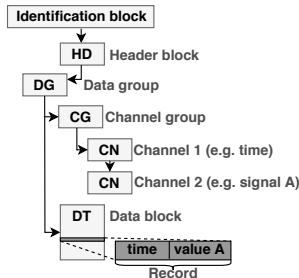 Identification block
HD Header block
DG Data group
CG Channel group
CN Channel 1 (e.g. time)
CN Channel 2 (e.g. signal A)
DT Data block
time value A
Record